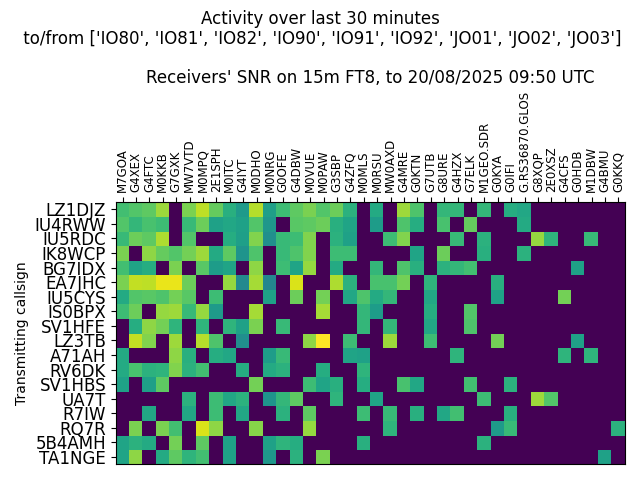 Activity over last 30 minutes
to/from ['IO80', 'IO81', 'IO82', 'IO90', 'IO91', 'IO92', 'JO01', 'JO02', 'JO03']
Receivers' SNR on 15m FT8, to 20/08/2025 09:50 UTC
M7GOA
G4XEX
G4FTC
M0KKB
G7GXK
MW7VTD
M0MPQ
2E1SPH
M0ITC
G4IYT
M0DHO
M0NRG
G0OFE
G4DBW
M0VUE
M0PAW
G3SBP
G4ZFQ
M0MLS
M0RSU
MW0AXD
G4MRE
G0KTN
G7UTB
G8URE
G4HZX
G7ELK
M1GEO.SDR
G0KYA
G0IFI
G.RS36870.GLOS
G8XQP
2E0XSZ
G4CFS
G0HDB
M1DBW
G4BMU
G0KKQ
Transmitting callsign
LZ1DJZ
IU4RWW
IU5RDC
IK8WCP
BG7IDX
EA7JHC
IU5CYS
IS0BPX
SV1HFE
LZ3TB
A71AH
RV6DK
SV1HBS
UA7T
R7IW
RQ7R
5B4AMH
TA1NGE